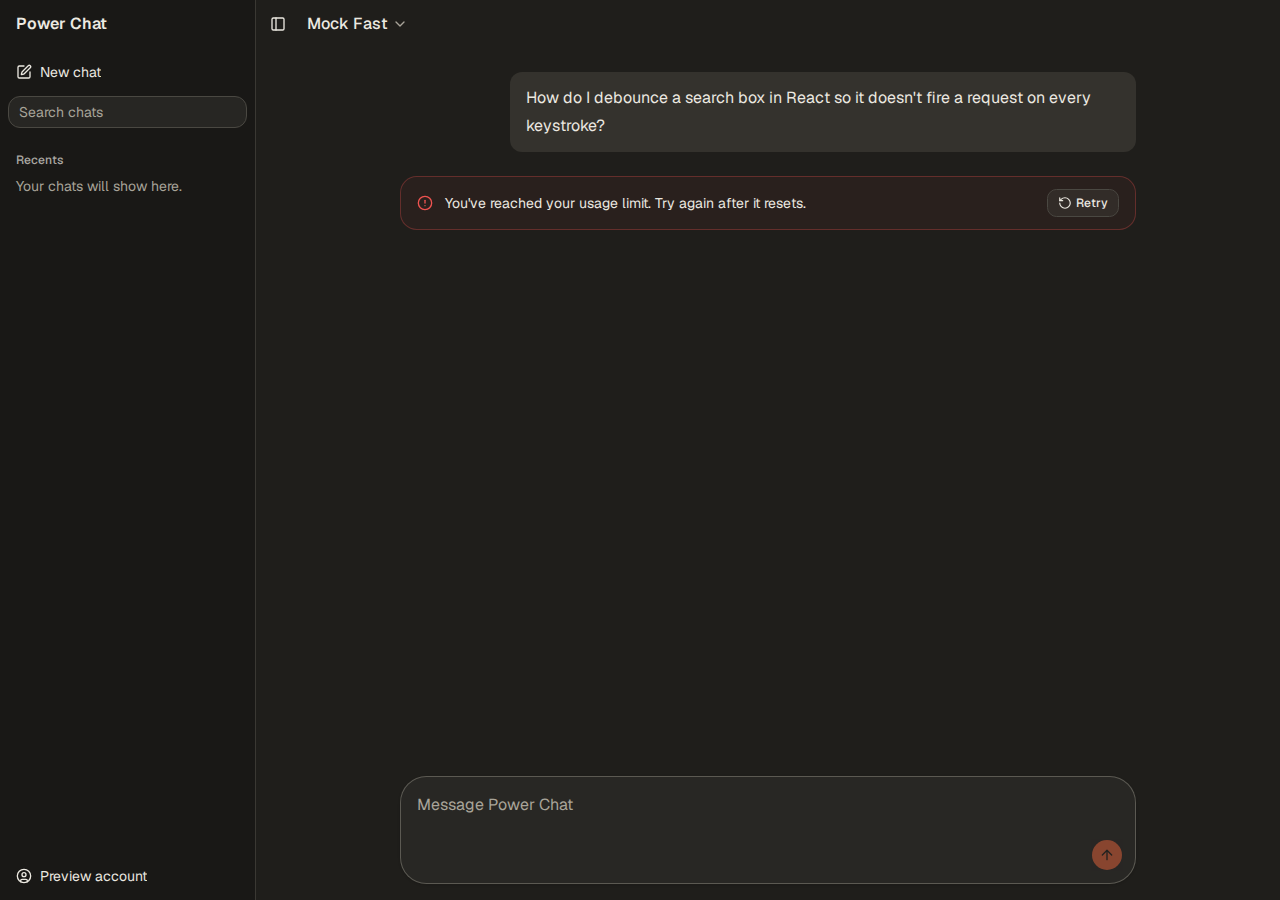 Power Chat
New chat
Search chats
Recents
Your chats will show here.
Preview account
Mock Fast
How do I debounce a search box in React so it doesn't fire a request on every
keystroke?
You've reached your usage limit. Try again after it resets.
Retry
Message Power Chat